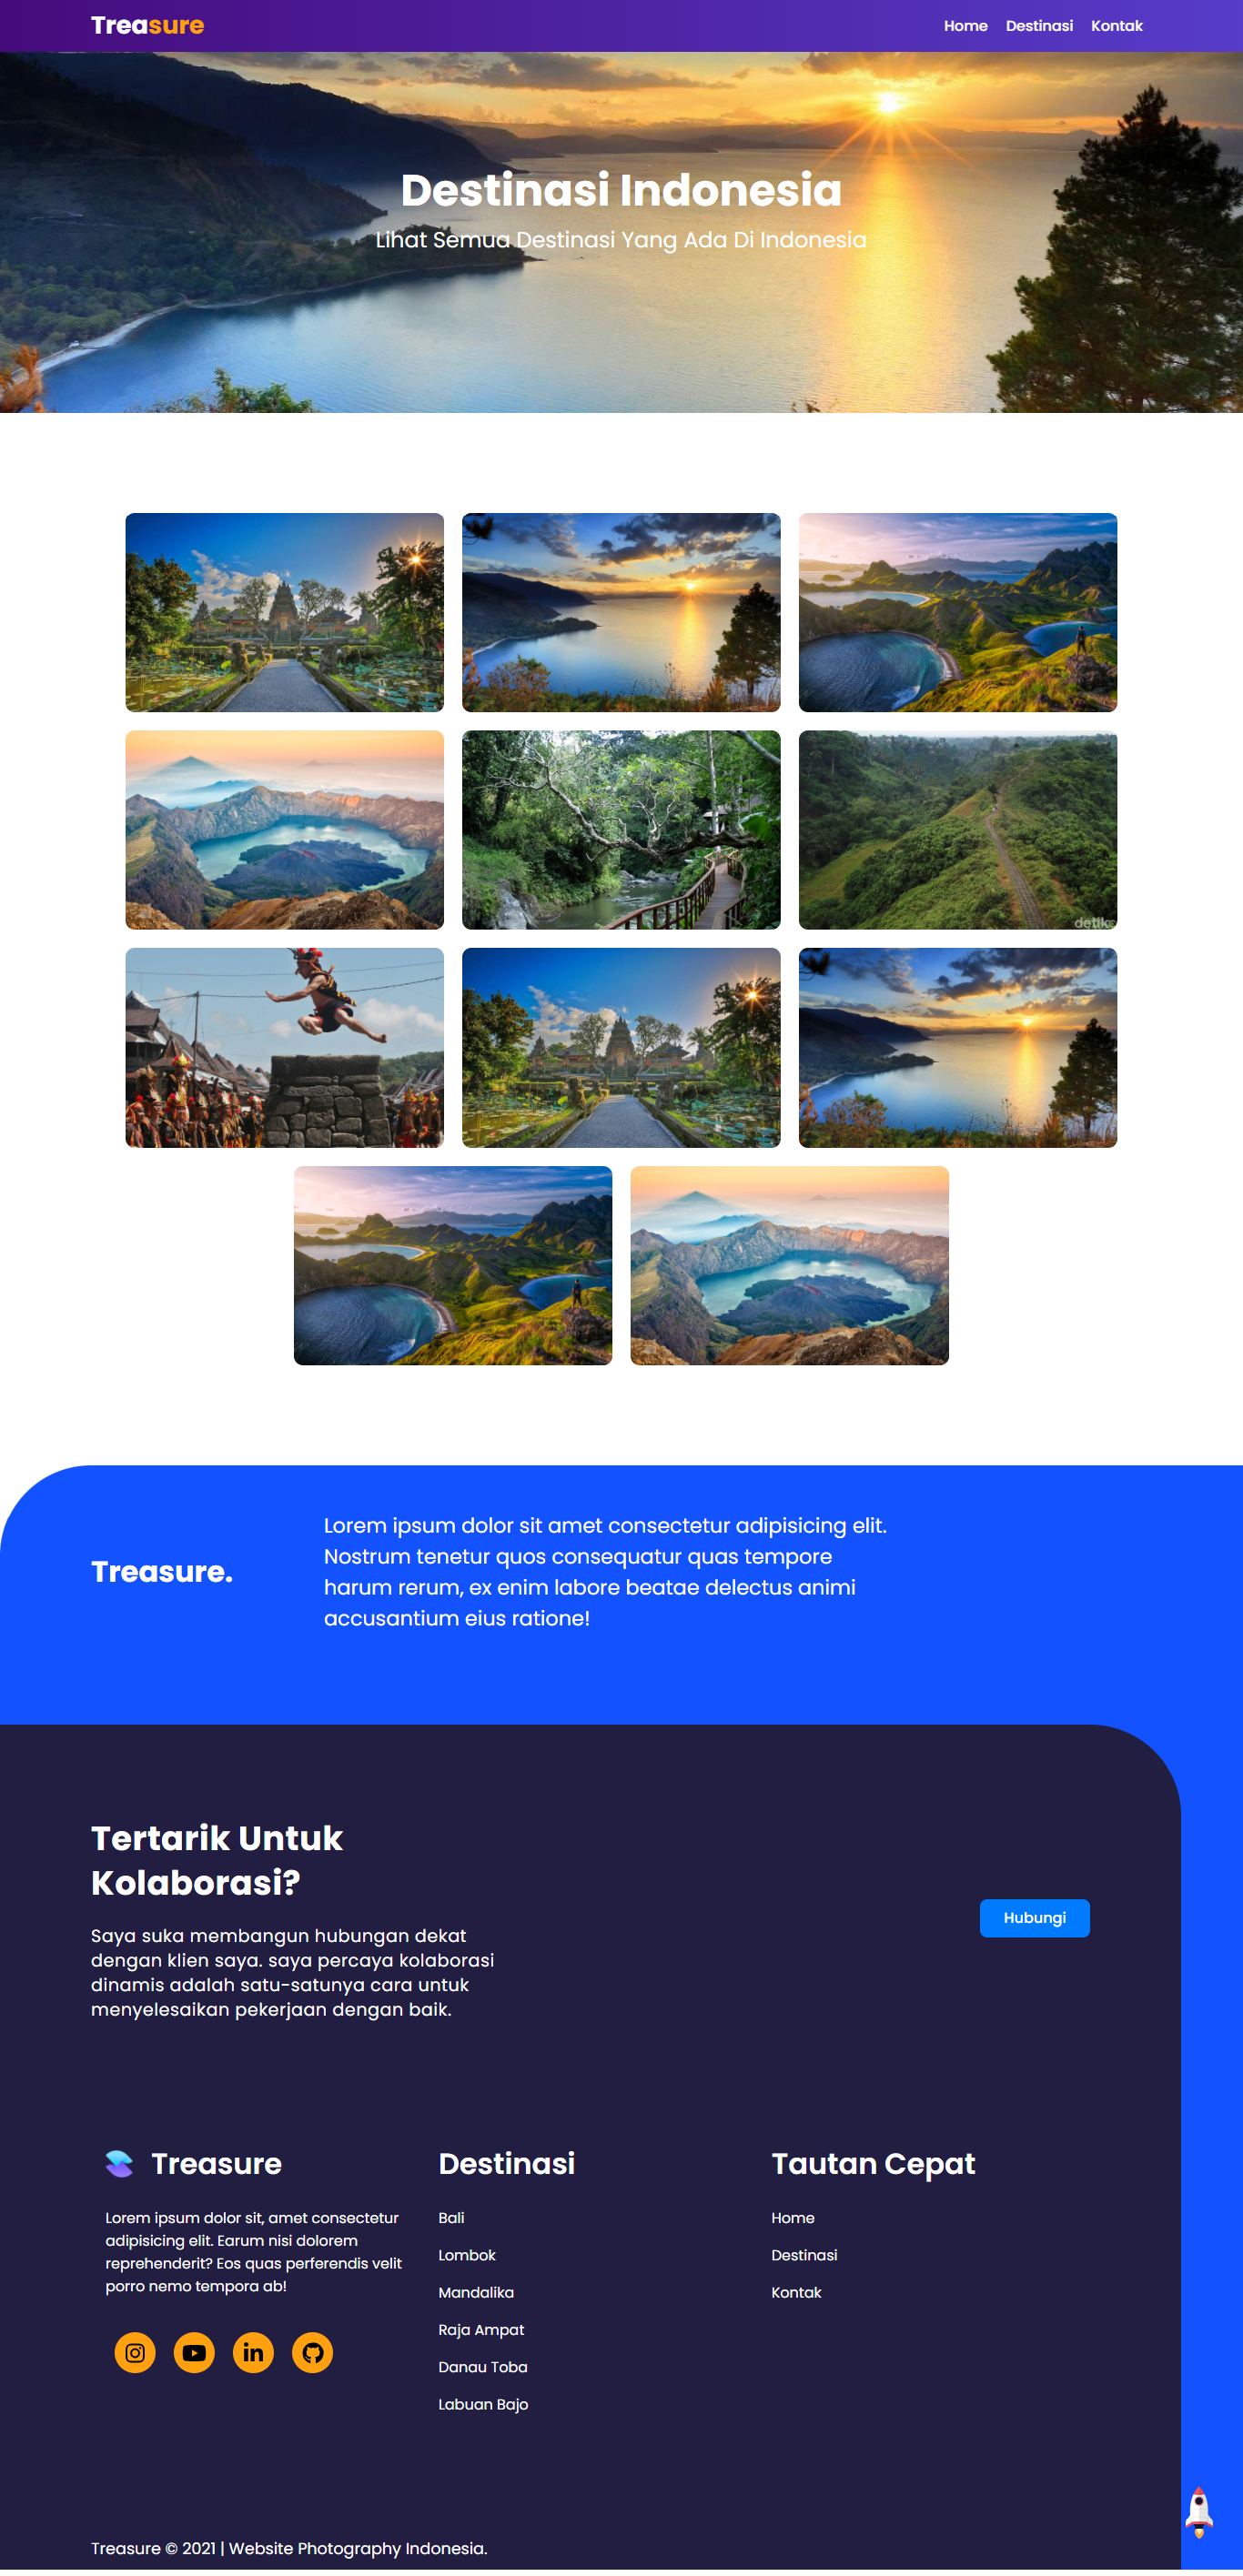 Treasure
Home Destinasi Kontak
Destinasi Indonesia
Lihat Semua Destinasi Yang Ada Di Indonesia
Treasure.
Lorem ipsum dolor sit amet consectetur adipisicing elit.
Nostrum tenetur quos consequatur quas tempore
harum rerum, ex enim labore beatae delectus animi
accusantium eius ratione!
Tertarik Untuk
Kolaborasi?
Saya suka membangun hubungan dekat
dengan klien saya. saya percaya kolaborasi
dinamis adalah satu-satunya cara untuk
menyelesaikan pekerjaan dengan baik.
Hubungi
Treasure
Lorem ipsum dolor sit, amet consectetur
adipisicing elit. Earum nisi dolorem
reprehenderit? Eos quas perferendis velit
porro nemo tempora ab!
Destinasi
Bali
Lombok
Mandalika
Raja Ampat
Danau Toba
Labuan Bajo
Tautan Cepat
Home
Destinasi
Kontak
Treasure © 2021 | Website Photography Indonesia.